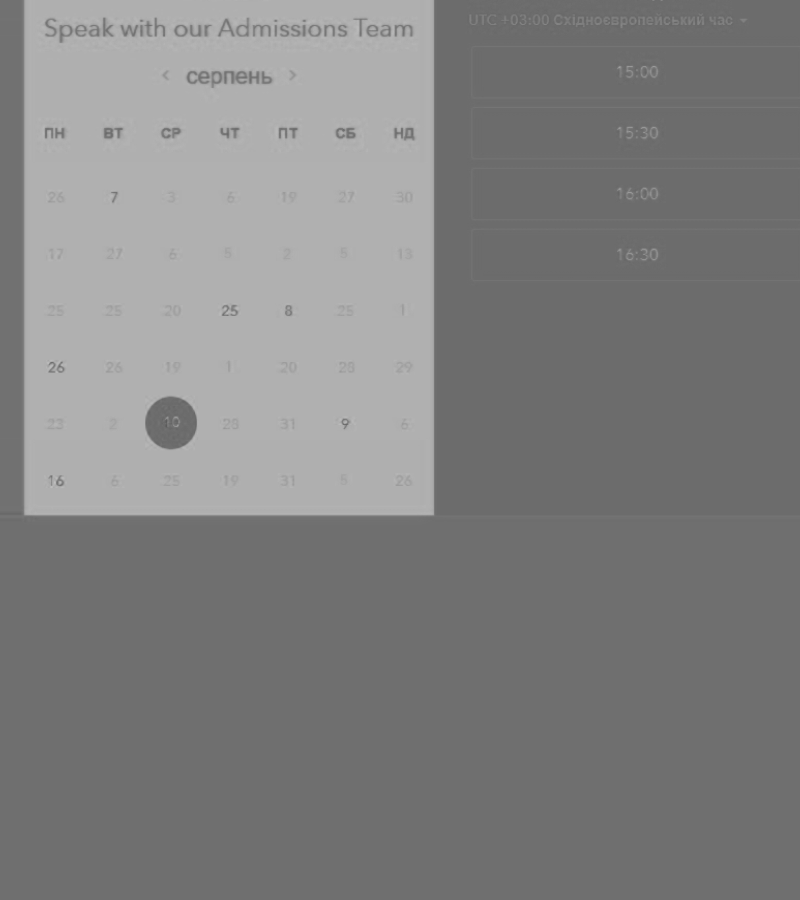 Speak with our Admissions Team
серпень
ПН ВТ СР ЧТ ПТ СБ НД
26 7 3 6 19 27 30
17 27 6 5 2 5 13
25 25 20 25 8 25 1
26 26 19 1 20 28 29
23 2 10 28 31 9 6
16 6 25 19 31 5 26
UTC +03:00 Східноєвропейський час
15:00
15:30
16:00
16:30